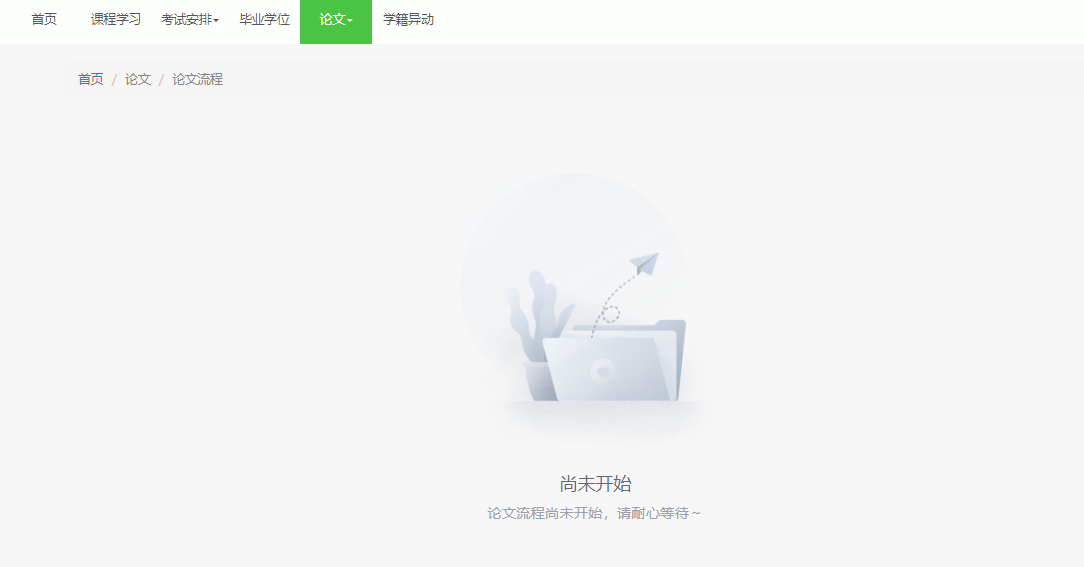 首页 课程学习 考试安排 毕业学位 论文 学籍异动
首页 / 论文 / 论文流程
尚未开始
论文流程尚未开始，请耐心等待～